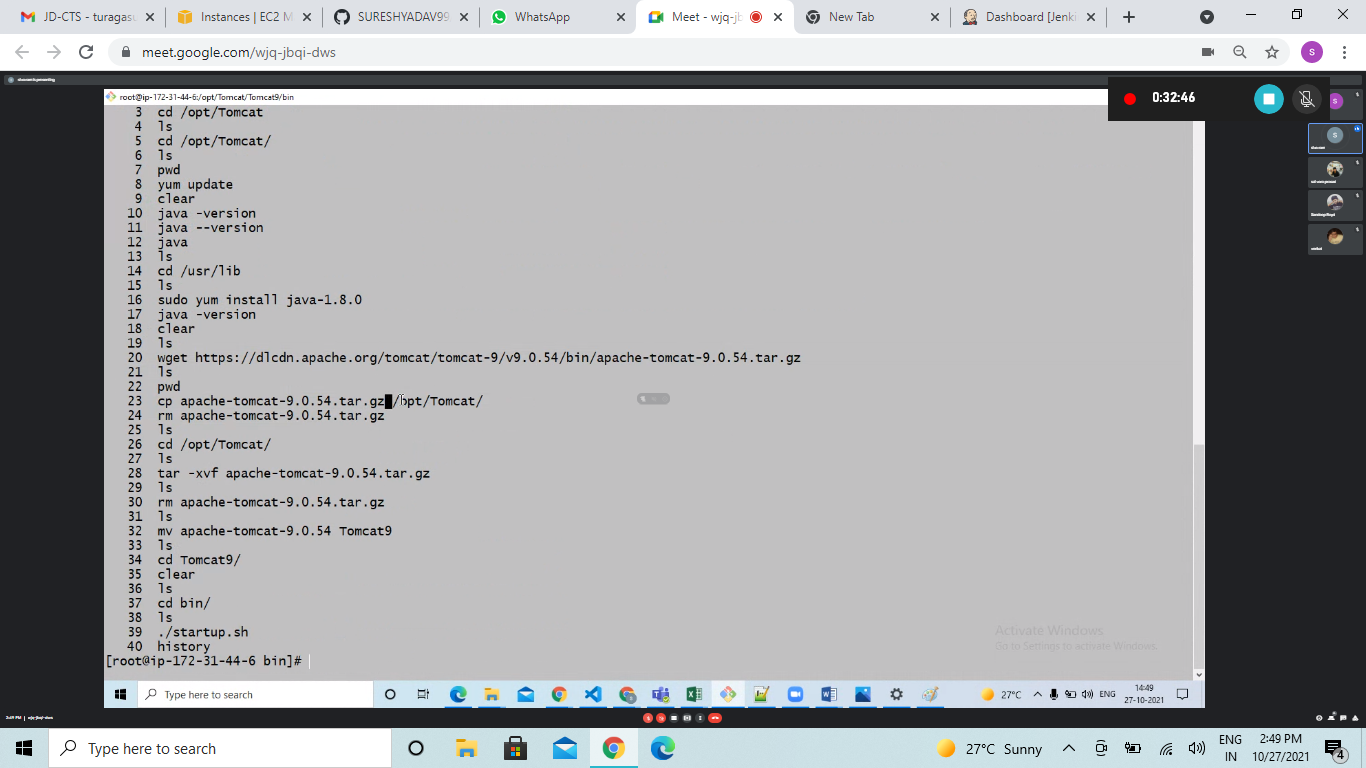 JD-CTS - turagasu
Instances | EC2 M
SURESHYADAV99
WhatsApp
Meet - wjq-jb
New Tab
Dashboard [Jenki
meet.google.com/wjq-jbqi-dws
S
root@ip-172-31-44-6:/opt/Tomcat/Tomcat9/bin
0:32:46
S
S
3 cd /opt/Tomcat
4 ls
5 cd /opt/Tomcat/
6 ls
7 pwd
8 yum update
9 clear
10 java -version
11 java --version
12 java
13 ls
14 cd /usr/lib
15 ls
16 sudo yum install java-1.8.0
17 java -version
18 clear
19 ls
20 wget https://dlcdn.apache.org/tomcat/tomcat-9/v9.0.54/bin/apache-tomcat-9.0.54.tar.gz
21 ls
22 pwd
23 cp apache-tomcat-9.0.54.tar.gz /opt/Tomcat/
24 rm apache-tomcat-9.0.54.tar.gz
25 ls
26 cd /opt/Tomcat/
27 ls
28 tar -xvf apache-tomcat-9.0.54.tar.gz
29 ls
30 rm apache-tomcat-9.0.54.tar.gz
31 ls
32 mv apache-tomcat-9.0.54 Tomcat9
33 ls
34 cd Tomcat9/
35 clear
36 ls
37 cd bin/
38 ls
39 ./startup.sh
40 history
[root@ip-172-31-44-6 bin]#
Activate Windows
Go to Settings to activate Windows.
Type here to search
27°C
ENG
14:49
27-10-2021
2:49 PM | wjq-jbqi-dws
Type here to search
27°C Sunny
ENG
IN
2:49 PM
10/27/2021
4